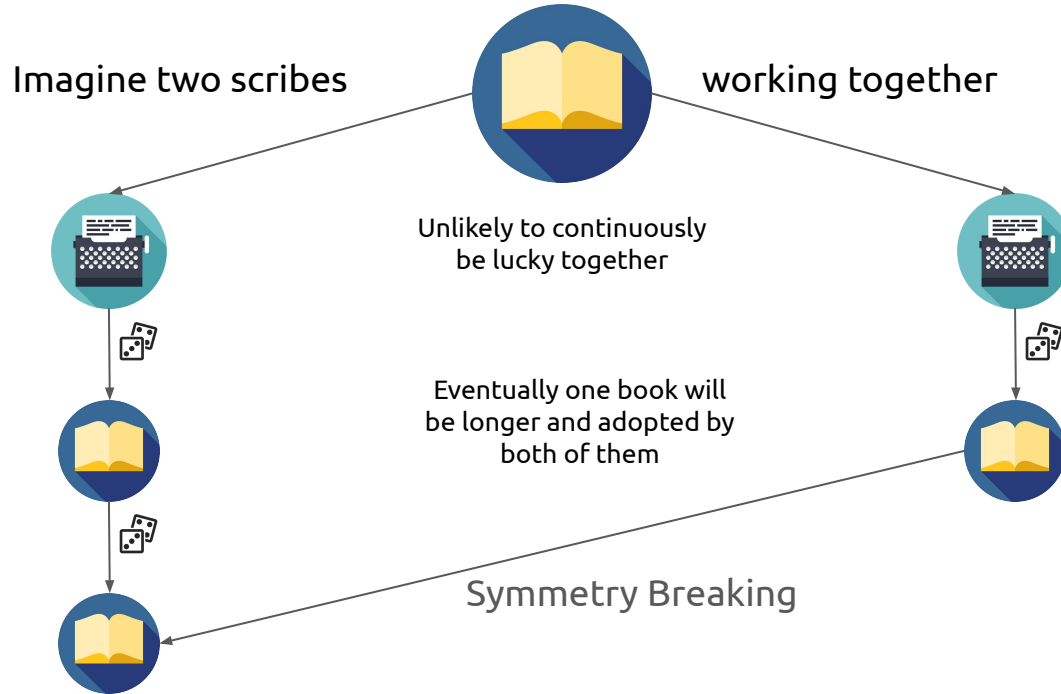 Imagine two scribes
working together
Unlikely to continuously
be lucky together
Eventually one book will
be longer and adopted by
both of them
Symmetry Breaking